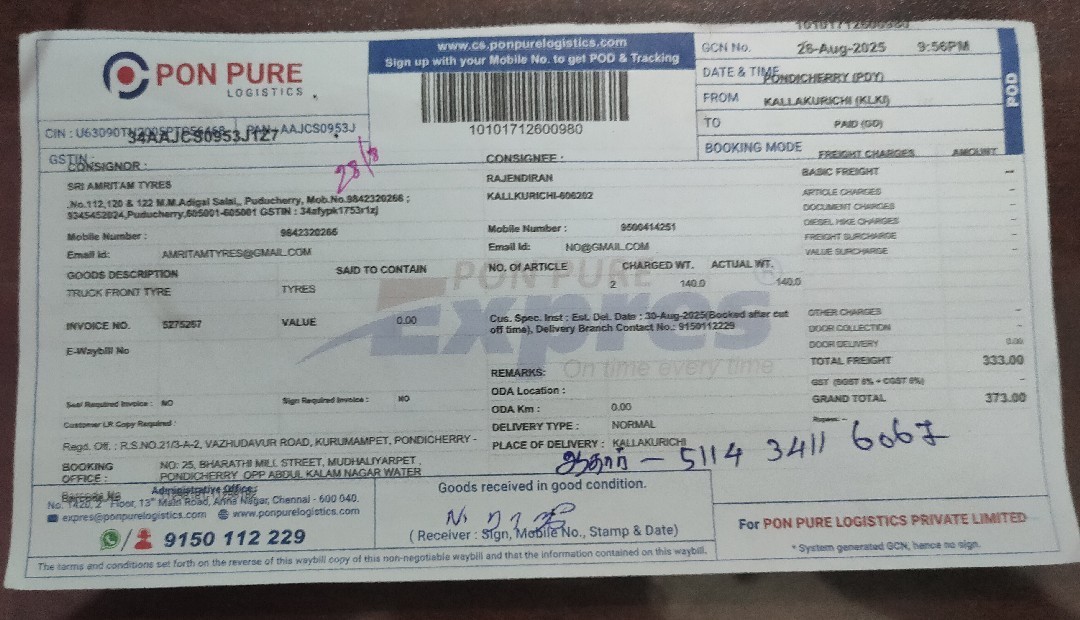 PON PURE
LOGISTICS
www.cs.ponpurelogistics.com
Sign up with your Mobile No. to get POD & Tracking
10101712600980
GCN No.
28-Aug-2025 9:56PM
DATE & TIME
PONDICHERRY (PDY)
FROM
KALLAKURICHI (KLKI)
TO
PAID (GD)
BOOKING MODE
POD
34AAJCS0953J1Z7
PAN : AAJCS0953J
GSTIN :
28/8
CONSIGNOR :
SRI AMRITAM TYRES
.No.112,120 & 122 M.M.Adigal Salai,, Puducherry, Mob.No.9842320266 ;
9345452024,Puducherry,605001-605001 GSTIN : 34afypk1753r1zj
Mobile Number : 9842320266
Email Id: AMRITAMTYRES@GMAIL.COM
CONSIGNEE :
RAJENDIRAN
KALLKURICHI-606202
Mobile Number : 9500414251
Email Id: NO@GMAIL.COM
FREIGHT CHARGES AMOUNT
BASIC FREIGHT --
ARTICLE CHARGES -
DOCUMENT CHARGES -
DIESEL HIKE CHARGES -
FREIGHT SURCHARGE -
VALUE SURCHARGE -
GOODS DESCRIPTION SAID TO CONTAIN NO. Of ARTICLE CHARGED WT. ACTUAL WT.
TRUCK FRONT TYRE TYRES 2 140.0 140.0
PON PURE
Express
On time every time
INVOICE NO. 5275267 VALUE 0.00
E-Waybill No
Cus. Spec. Inst : Est. Del. Date : 30-Aug-2025(Booked after cut
off time), Delivery Branch Contact No.: 9150112229
OTHER CHARGES -
DOOR COLLECTION -
DOOR DELIVERY 0.00
TOTAL FREIGHT 333.00
GST (SGST 6% + CGST 6%) -
GRAND TOTAL 373.00
Rupees: --
REMARKS:
ODA Location :
ODA Km : 0.00
DELIVERY TYPE : NORMAL
PLACE OF DELIVERY : KALLAKURICHI
Seal Required Invoice : NO Sign Required Invoice : NO
Customer LR Copy Required :
Regd. Off. : R.S.NO.21/3-A-2, VAZHUDAVUR ROAD, KURUMAMPET, PONDICHERRY -
ஆதார் - 5114 3411 6067
BOOKING OFFICE : NO: 25, BHARATHI MILL STREET, MUDHALIYARPET ,
PONDICHERRY OPP ABDUL KALAM NAGAR WATER
Administrative Office:
Floor, 13th Main Road, Anna Nagar, Chennai - 600 040.
expres@ponpurelogistics.com www.ponpurelogistics.com
9150 112 229
Goods received in good condition.
( Receiver : Sign, Mobile No., Stamp & Date)
For PON PURE LOGISTICS PRIVATE LIMITED
* System generated GCN, hence no sign.
The terms and conditions set forth on the reverse of this waybill copy of this non-negotiable waybill and that the information contained on this waybill.